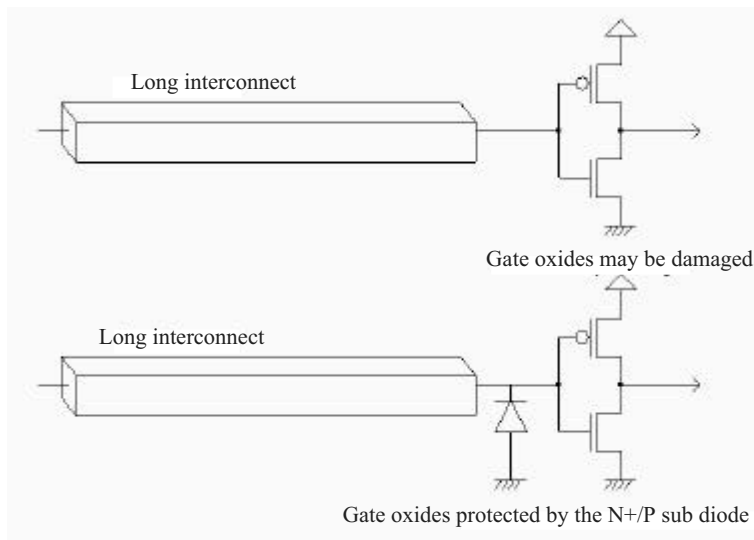 Long interconnect
Gate oxides may be damaged
Long interconnect
Gate oxides protected by the N+/P sub diode